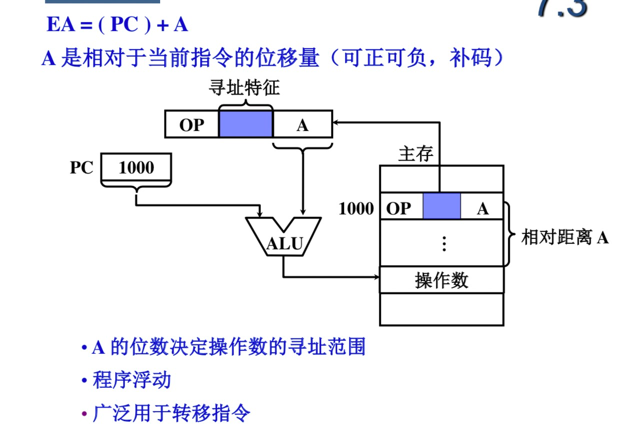 7.3
EA = ( PC ) + A
A 是相对于当前指令的位移量（可正可负，补码）
寻址特征
OP A
主存
PC 1000
1000 OP A
ALU
⋮
相对距离 A
操作数
• A 的位数决定操作数的寻址范围
• 程序浮动
• 广泛用于转移指令